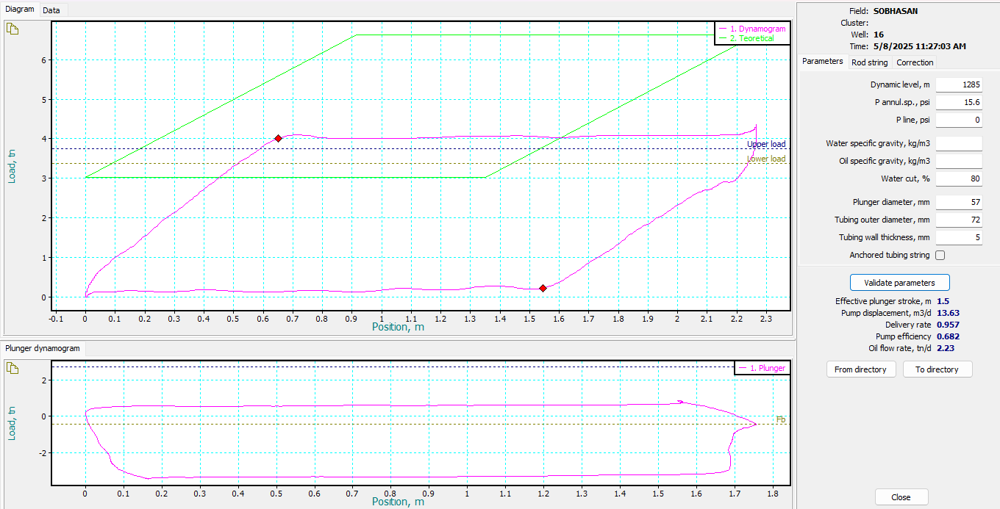 Diagram Data
1. Dynamogram
2. Teoretical
Load, tn
6
5
4
3
2
1
0
Upper load
Lower load
-0.1 0 0.1 0.2 0.3 0.4 0.5 0.6 0.7 0.8 0.9 1 1.1 1.2 1.3 1.4 1.5 1.6 1.7 1.8 1.9 2 2.1 2.2 2.3
Position, m
Plunger dynamogram
1. Plunger
Load, tn
2
0
-2
Fb
0 0.1 0.2 0.3 0.4 0.5 0.6 0.7 0.8 0.9 1 1.1 1.2 1.3 1.4 1.5 1.6 1.7 1.8
Position, m
Field: SOBHASAN
Cluster:
Well: 16
Time: 5/8/2025 11:27:03 AM
Parameters Rod string Correction
Dynamic level, m 1285
P annul.sp., psi 15.6
P line, psi 0
Water specific gravity, kg/m3
Oil specific gravity, kg/m3
Water cut, % 80
Plunger diameter, mm 57
Tubing outer diameter, mm 72
Tubing wall thickness, mm 5
Anchored tubing string
Validate parameters
Effective plunger stroke, m 1.5
Pump displacement, m3/d 13.63
Delivery rate 0.957
Pump efficiency 0.682
Oil flow rate, tn/d 2.23
From directory To directory
Close